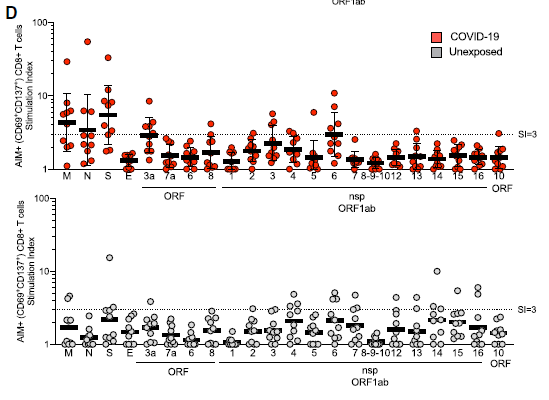 ORF1ab
D
100
10
1
AIM+ (CD69+CD137+) CD8+ T cells
Stimulation Index
COVID-19
Unexposed
SI=3
M N S E 3a 7a 6 8 1 2 3 4 5 6 7 8-9-10 12 13 14 15 16 10
ORF nsp ORF
ORF1ab
100
10
1
AIM+ (CD69+CD137+) CD8+ T cells
Stimulation Index
SI=3
M N S E 3a 7a 6 8 1 2 3 4 5 6 7 8-9-10 12 13 14 15 16 10
ORF nsp ORF
ORF1ab